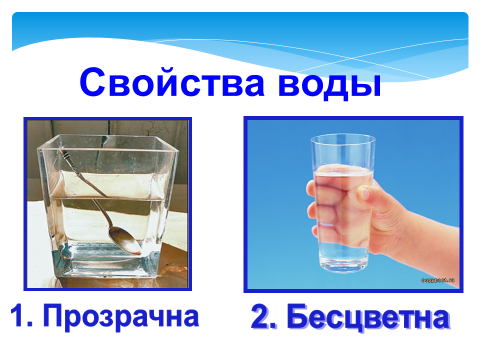 Свойства воды
1. Прозрачна
2. Бесцветна